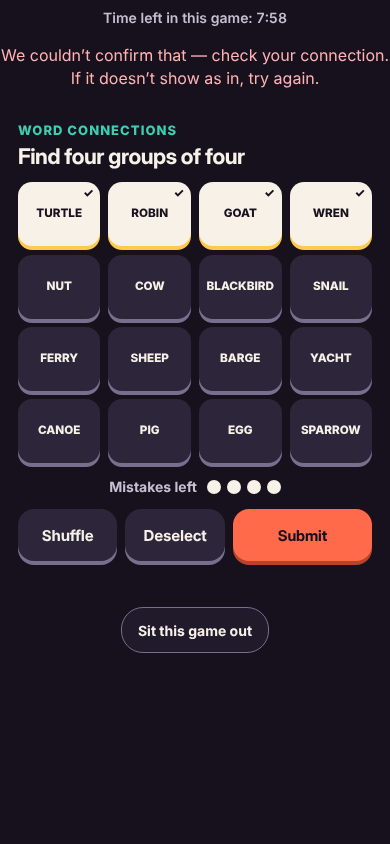 Time left in this game: 7:58
We couldn’t confirm that — check your connection.
If it doesn’t show as in, try again.
WORD CONNECTIONS
Find four groups of four
TURTLE ROBIN GOAT WREN
NUT COW BLACKBIRD SNAIL
FERRY SHEEP BARGE YACHT
CANOE PIG EGG SPARROW
Mistakes left
Shuffle Deselect Submit
Sit this game out